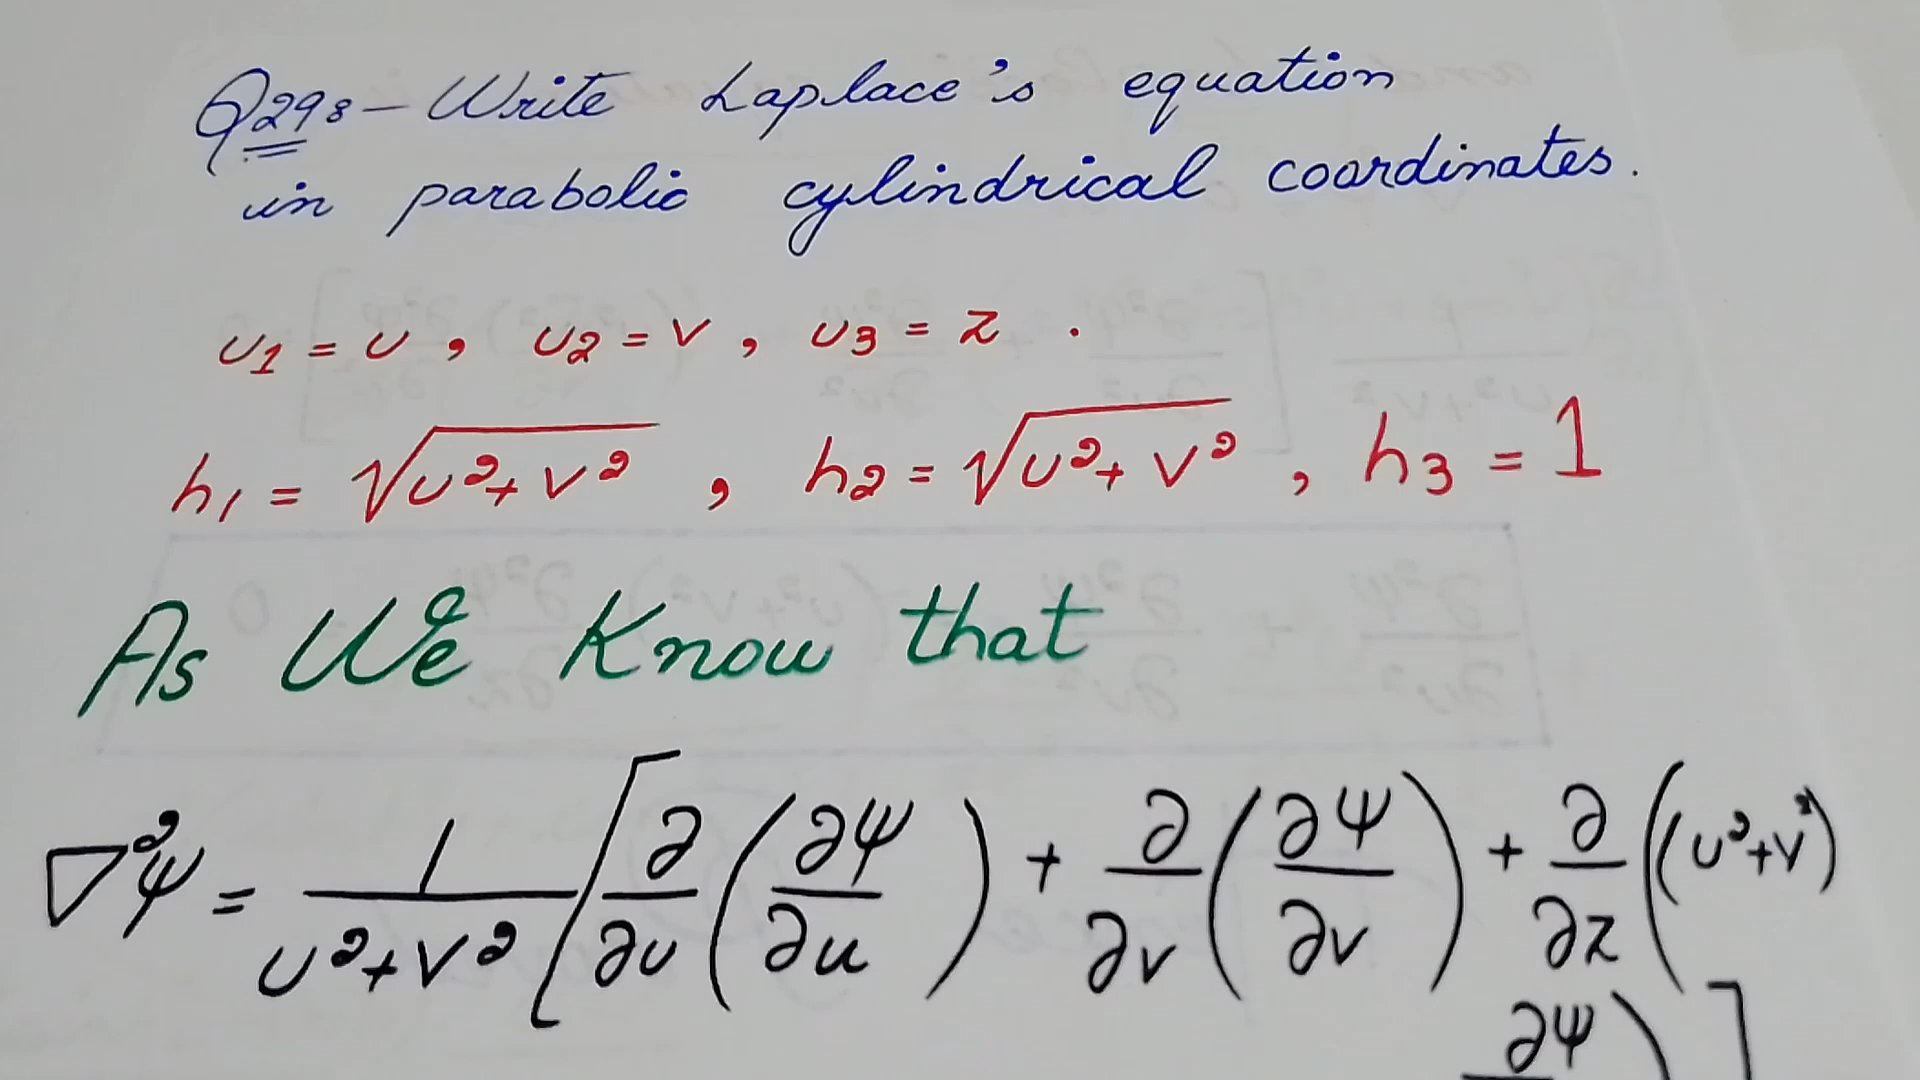 Q29:- Write Laplace's equation
in parabolic cylindrical coordinates.
u1 = u, u2 = v, u3 = z.
h1 = √(u²+v²), h2 = √(u²+v²), h3 = 1
As We Know that
∇²ψ = 1/(u²+v²) [∂/∂u (∂ψ/∂u) + ∂/∂v (∂ψ/∂v) + ∂/∂z ((u²+v²)
∂ψ )]